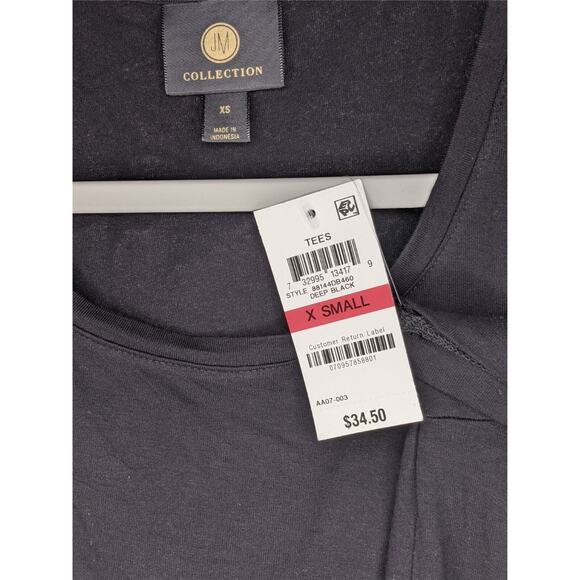 JM
COLLECTION
XS
MADE IN
INDONESIA
TEES
7 32995 13417 9
STYLE 88144DB460
DEEP BLACK
X SMALL
Customer Return Label
070957858801
AA07-003
$34.50